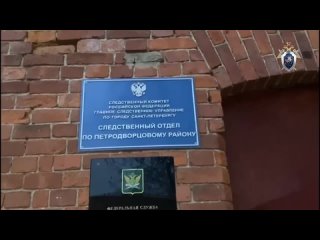 СЛЕДСТВЕННЫЙ КОМИТЕТ
РОССИЙСКОЙ ФЕДЕРАЦИИ
ГЛАВНОЕ СЛЕДСТВЕННОЕ УПРАВЛЕНИЕ
ПО ГОРОДУ САНКТ-ПЕТЕРБУРГУ
СЛЕДСТВЕННЫЙ ОТДЕЛ
ПО ПЕТРОДВОРЦОВОМУ РАЙОНУ
ФЕДЕРАЛЬНАЯ СЛУЖБА